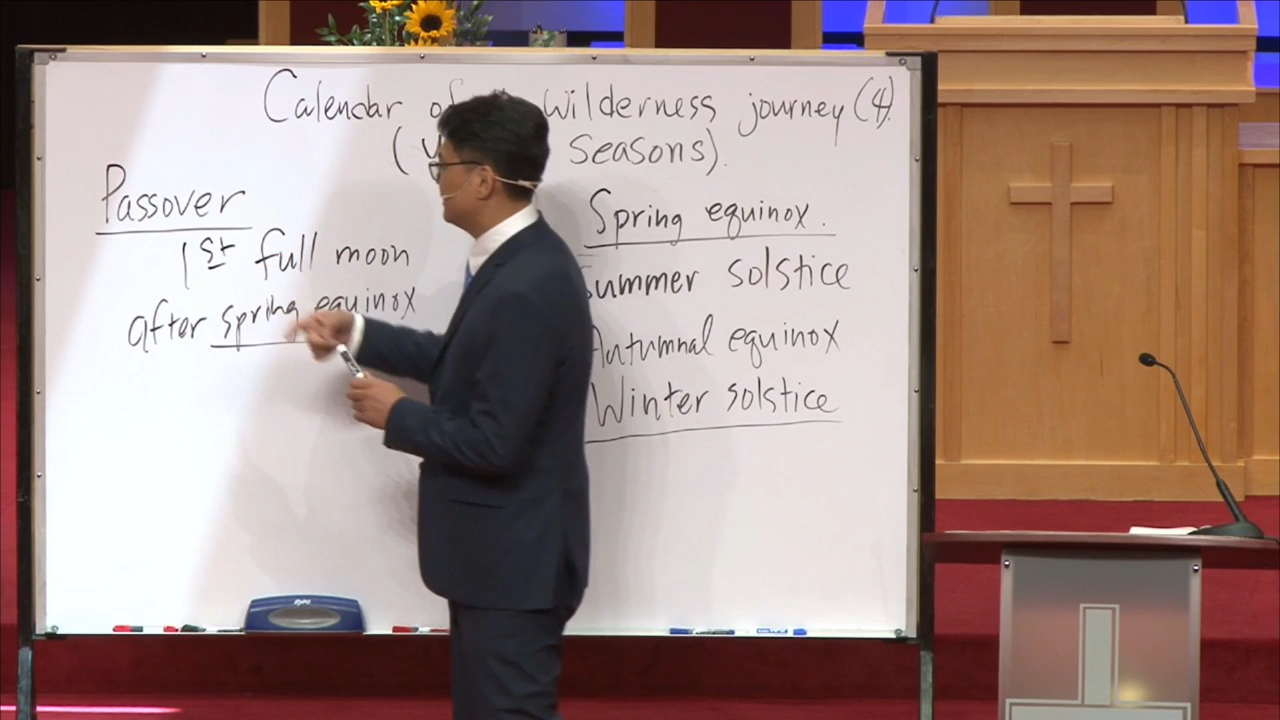 Calendar of wilderness journey (4).
( seasons).
Passover
1st full moon
after spring equinox
Spring equinox.
Summer solstice
Autumnal equinox
Winter solstice
EXPO